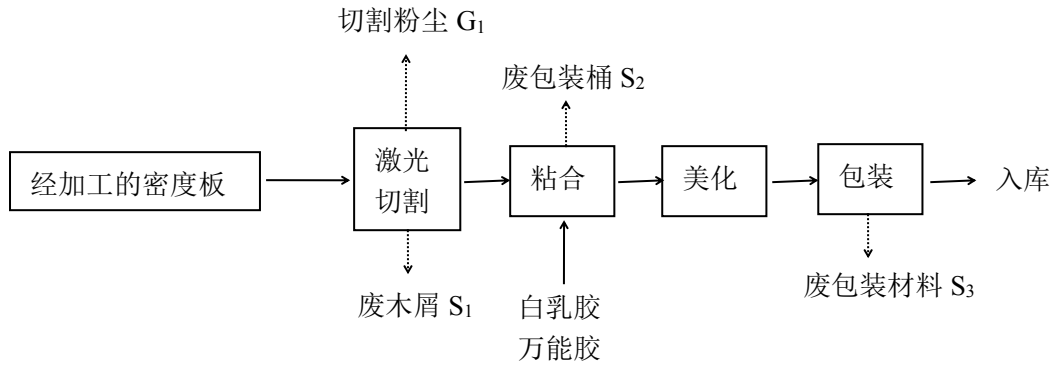 切割粉尘 G₁
废包装桶 S₂
经加工的密度板
激光
切割
粘合
美化
包装
入库
废木屑 S₁
白乳胶
万能胶
废包装材料 S₃